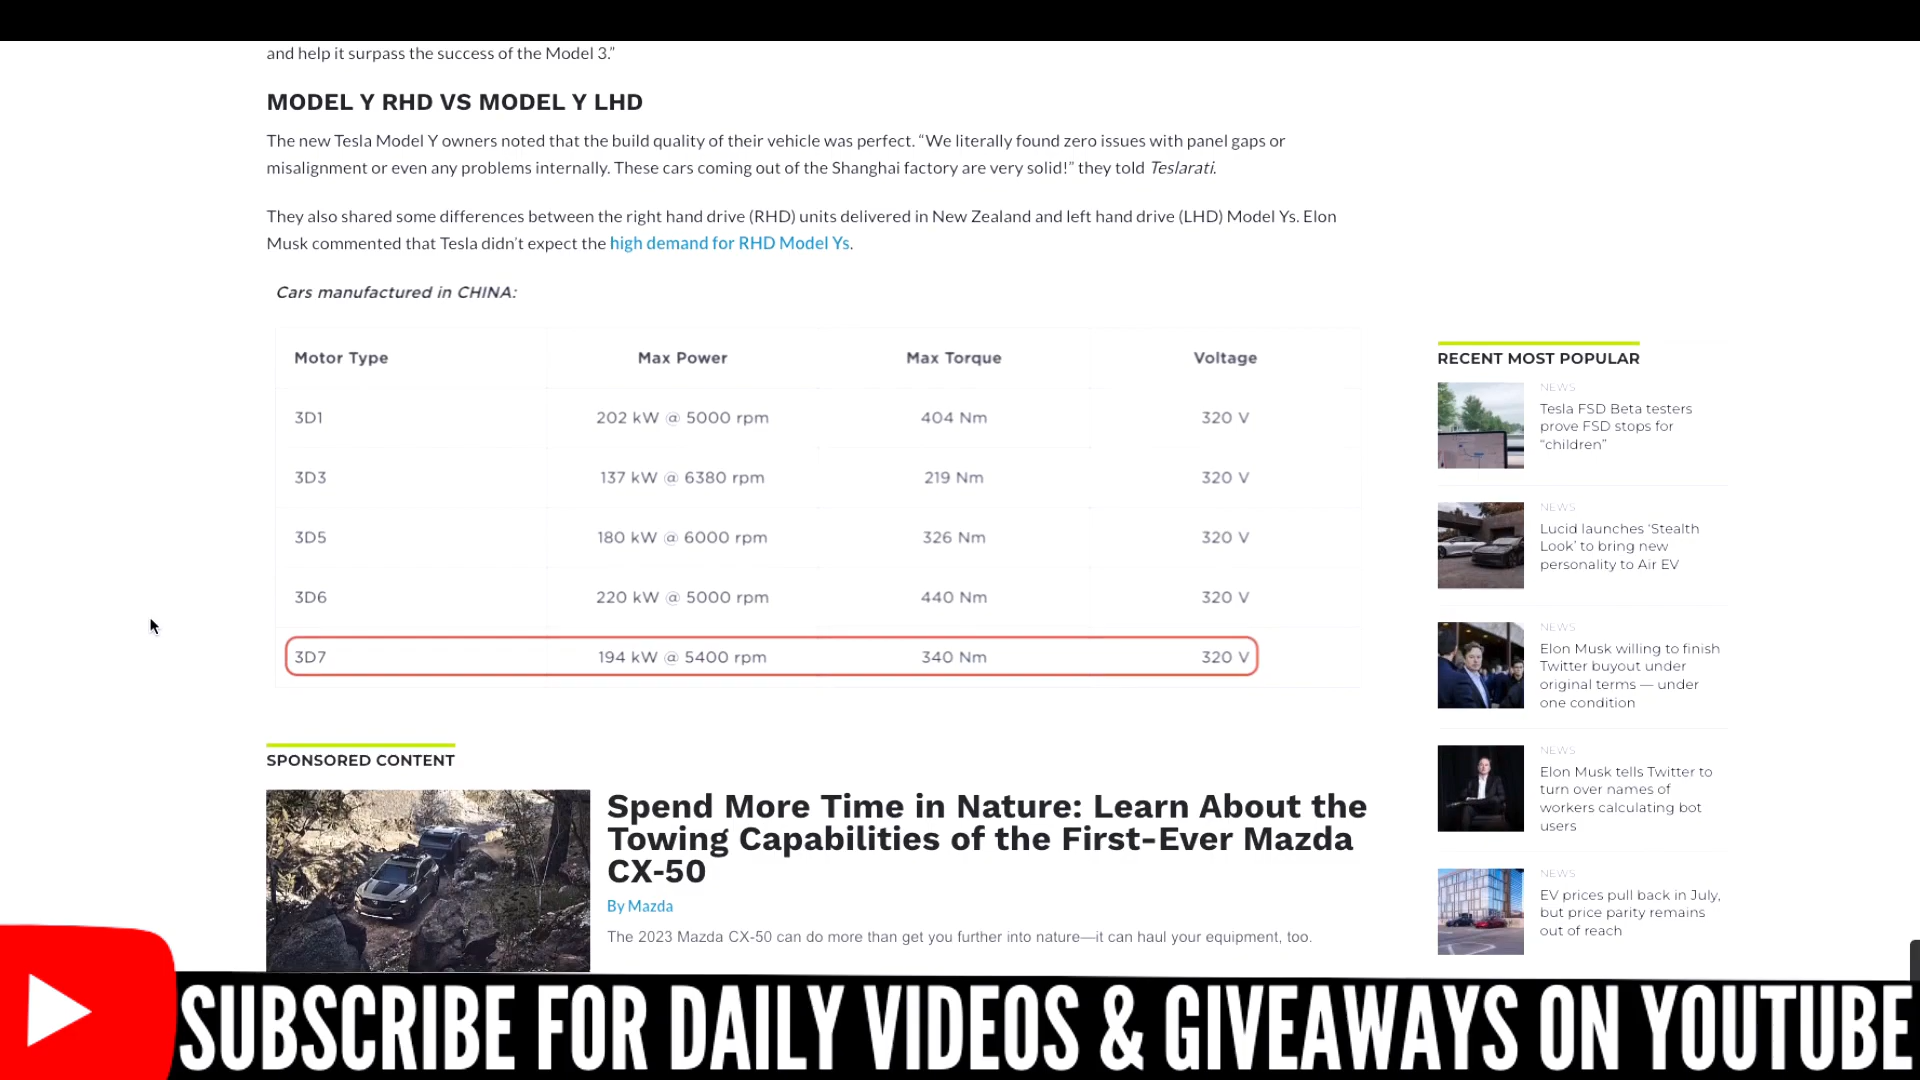 and help it surpass the success of the Model 3.”
MODEL Y RHD VS MODEL Y LHD
The new Tesla Model Y owners noted that the build quality of their vehicle was perfect. “We literally found zero issues with panel gaps or
misalignment or even any problems internally. These cars coming out of the Shanghai factory are very solid!” they told Teslarati.
They also shared some differences between the right hand drive (RHD) units delivered in New Zealand and left hand drive (LHD) Model Ys. Elon
Musk commented that Tesla didn’t expect the high demand for RHD Model Ys.
Cars manufactured in CHINA:
Motor Type Max Power Max Torque Voltage
3D1 202 kW @ 5000 rpm 404 Nm 320 V
3D3 137 kW @ 6380 rpm 219 Nm 320 V
3D5 180 kW @ 6000 rpm 326 Nm 320 V
3D6 220 kW @ 5000 rpm 440 Nm 320 V
3D7 194 kW @ 5400 rpm 340 Nm 320 V
RECENT MOST POPULAR
NEWS
Tesla FSD Beta testers
prove FSD stops for
“children”
NEWS
Lucid launches ‘Stealth
Look’ to bring new
personality to Air EV
NEWS
Elon Musk willing to finish
Twitter buyout under
original terms — under
one condition
NEWS
Elon Musk tells Twitter to
turn over names of
workers calculating bot
users
NEWS
EV prices pull back in July,
but price parity remains
out of reach
SPONSORED CONTENT
Spend More Time in Nature: Learn About the
Towing Capabilities of the First-Ever Mazda
CX-50
By Mazda
The 2023 Mazda CX-50 can do more than get you further into nature—it can haul your equipment, too.
SUBSCRIBE FOR DAILY VIDEOS & GIVEAWAYS ON YOUTUBE